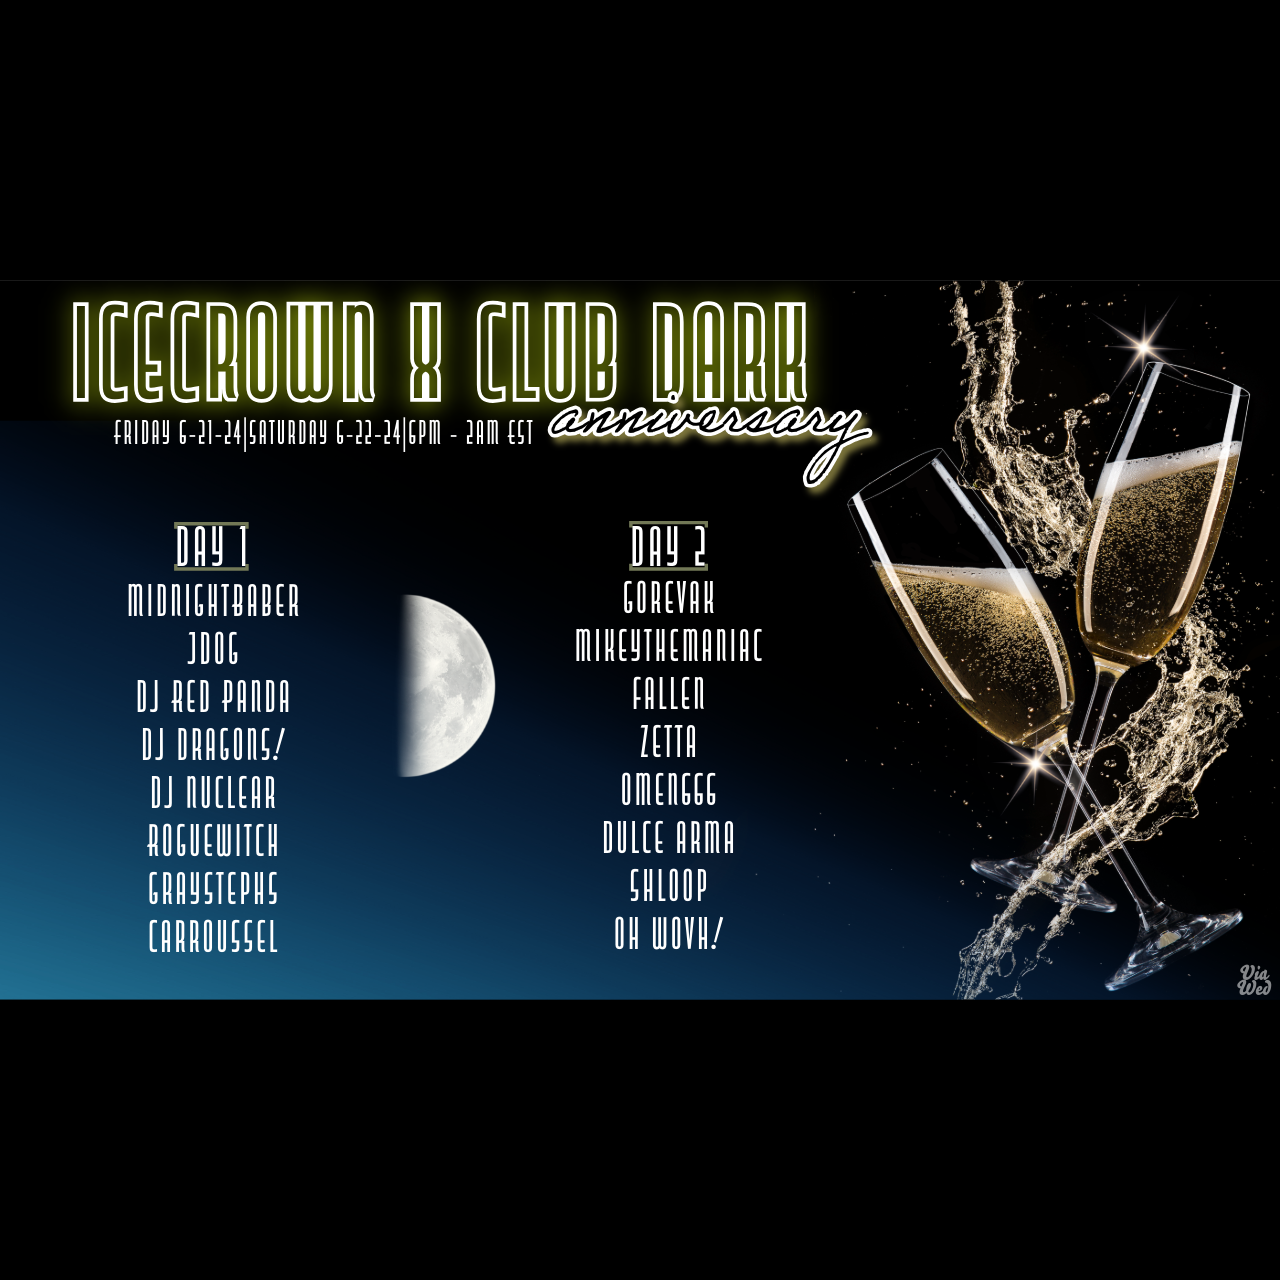 ICECROWN X CLUB DARK
anniversary
FRIDAY 6-21-24|SATURDAY 6-22-24|6PM - 2AM EST
DAY 1
MIDNIGHTBABER
JDOG
DJ RED PANDA
DJ DRAGONS!
DJ NUCLEAR
ROGUEWITCH
GRAYSTEPHS
CARROUSSEL
DAY 2
GOREVAK
MIKEYTHEMANIAC
FALLEN
ZETTA
OMEN666
DULCE ARMA
SHLOOP
OH WOVH!
Via
Wed